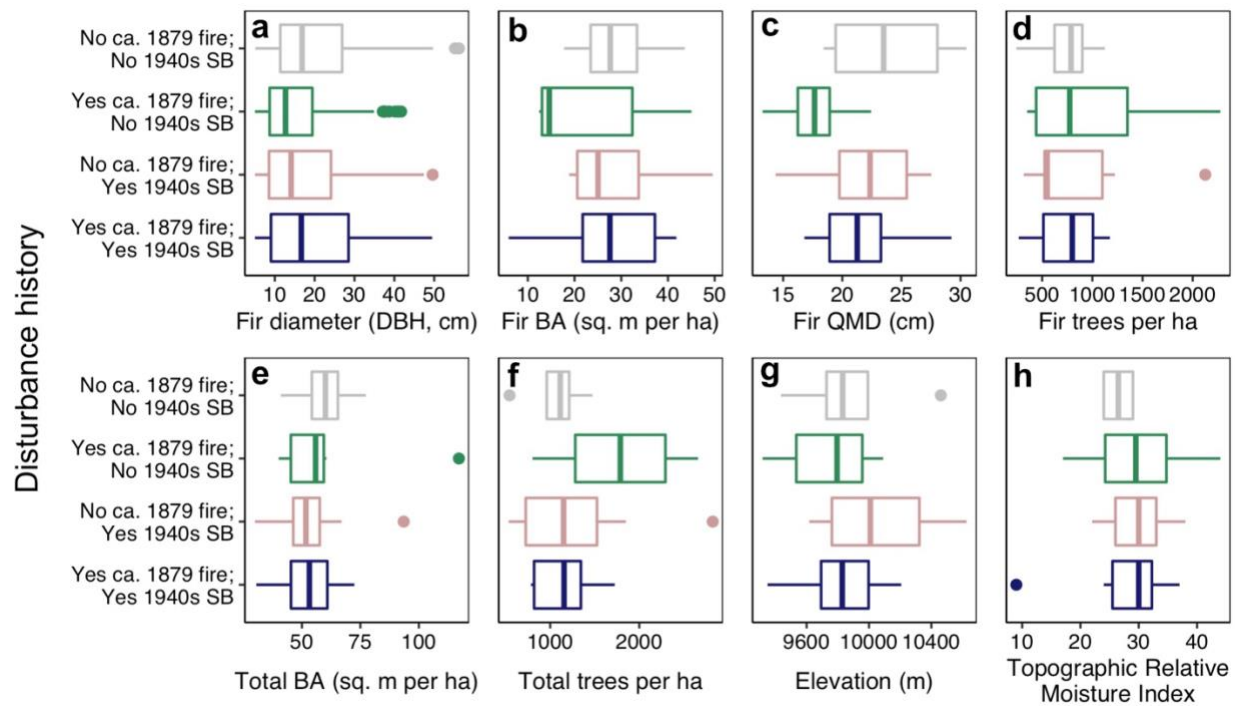 Disturbance history
No ca. 1879 fire;
No 1940s SB
Yes ca. 1879 fire;
No 1940s SB
No ca. 1879 fire;
Yes 1940s SB
Yes ca. 1879 fire;
Yes 1940s SB
a
10 20 30 40 50
Fir diameter (DBH, cm)
b
10 20 30 40 50
Fir BA (sq. m per ha)
c
15 20 25 30
Fir QMD (cm)
d
500 1000 1500 2000
Fir trees per ha
No ca. 1879 fire;
No 1940s SB
Yes ca. 1879 fire;
No 1940s SB
No ca. 1879 fire;
Yes 1940s SB
Yes ca. 1879 fire;
Yes 1940s SB
e
50 75 100
Total BA (sq. m per ha)
f
1000 2000
Total trees per ha
g
9600 10000 10400
Elevation (m)
h
10 20 30 40
Topographic Relative
Moisture Index